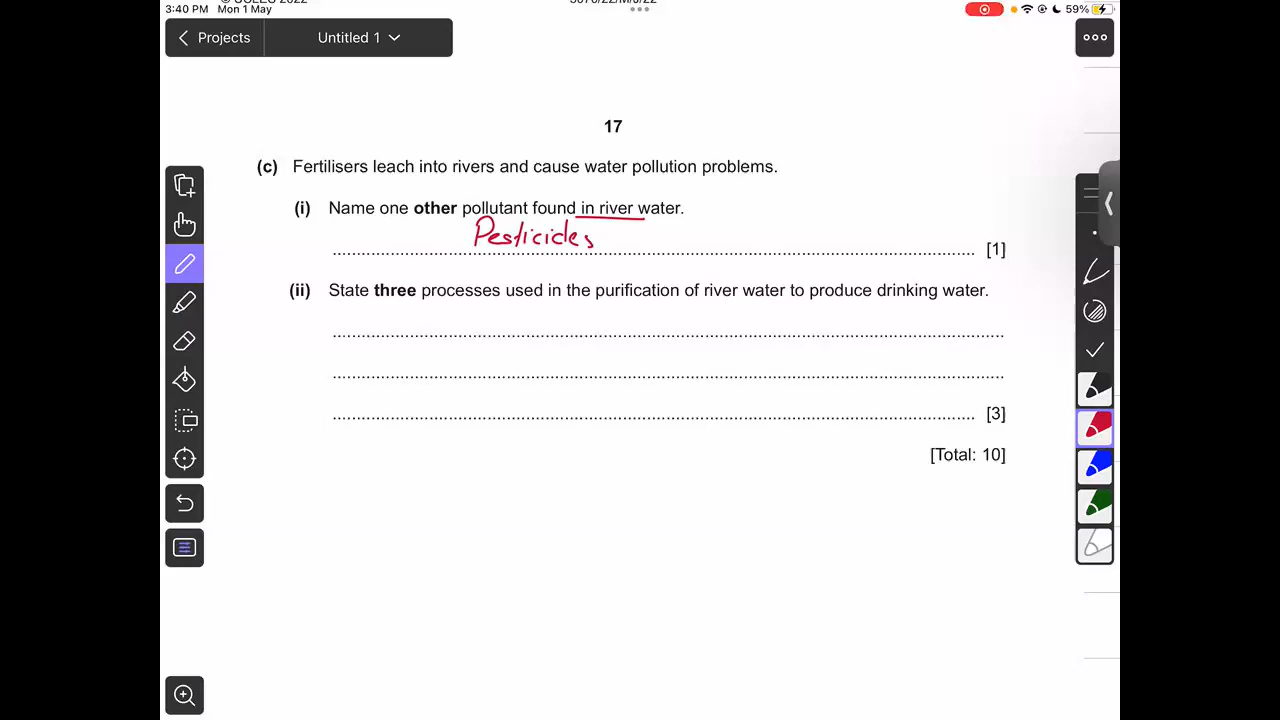 3:40 PM Mon 1 May
59%
Projects
Untitled 1
17
(c) Fertilisers leach into rivers and cause water pollution problems.
(i) Name one other pollutant found in river water.
Pesticides
[1]
(ii) State three processes used in the purification of river water to produce drinking water.
[3]
[Total: 10]